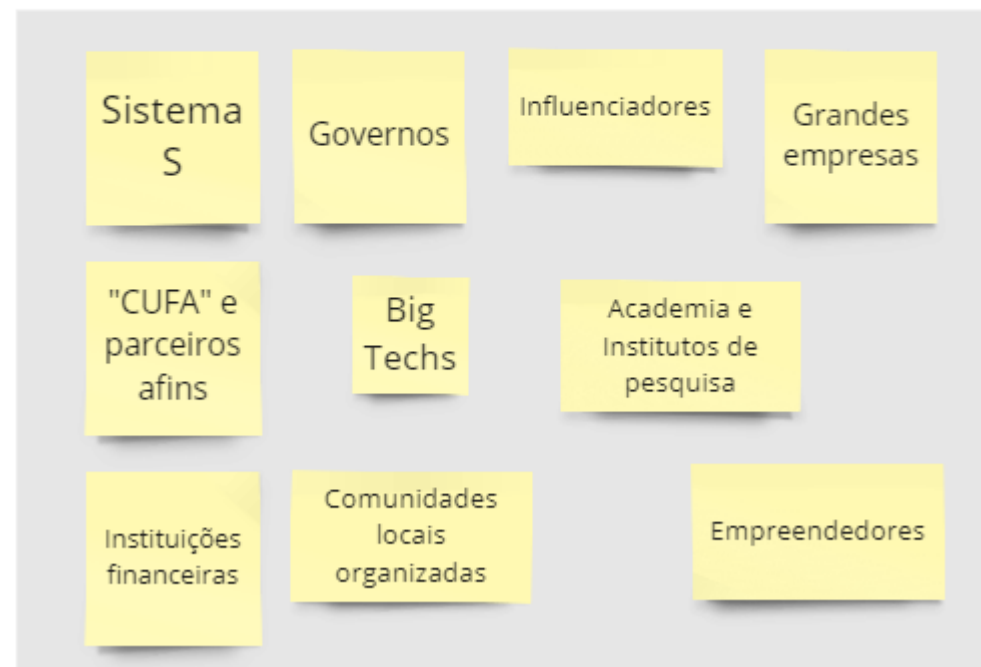 Sistema
S
Governos
Influenciadores
Grandes
empresas
"CUFA" e
parceiros
afins
Big
Techs
Academia e
Institutos de
pesquisa
Instituições
financeiras
Comunidades
locais
organizadas
Empreendedores